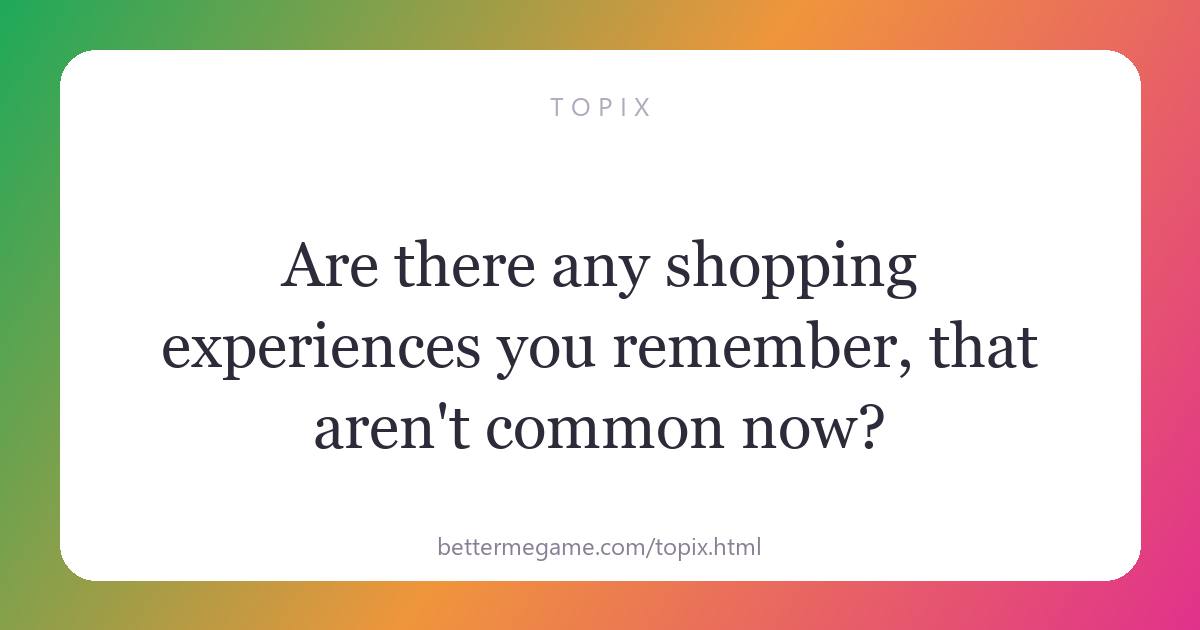 TOPIX
Are there any shopping
experiences you remember, that
aren't common now?
bettermegame.com/topix.html